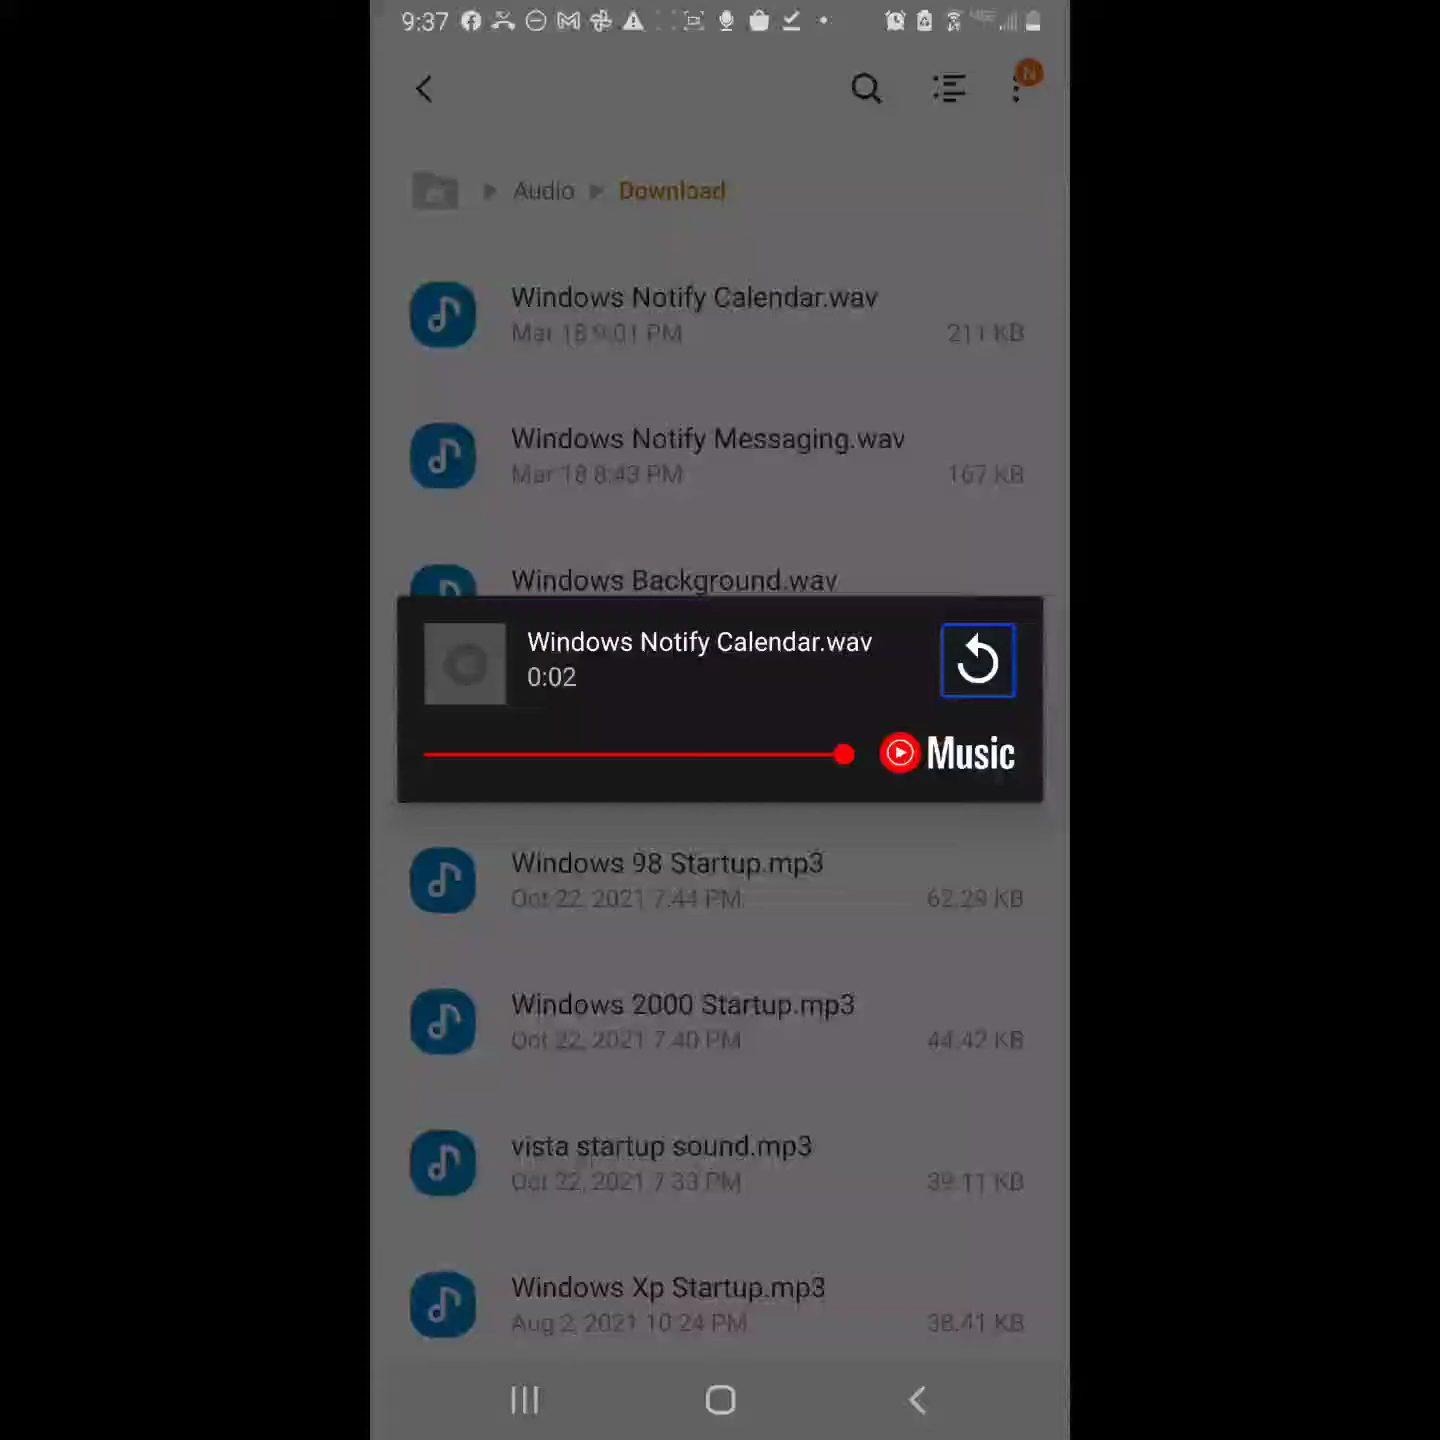 9:37
N
Audio
Download
Windows Notify Calendar.wav
Mar 18 9:01 PM
211 KB
Windows Notify Messaging.wav
Mar 18 8:43 PM
167 KB
Windows Background.wav
Windows Notify Calendar.wav
0:02
Music
Windows 98 Startup.mp3
Oct 22, 2021 7:44 PM
62.29 KB
Windows 2000 Startup.mp3
Oct 22, 2021 7:40 PM
44.42 KB
vista startup sound.mp3
Oct 22, 2021 7:33 PM
39.11 KB
Windows Xp Startup.mp3
Aug 2, 2021 10:24 PM
38.41 KB